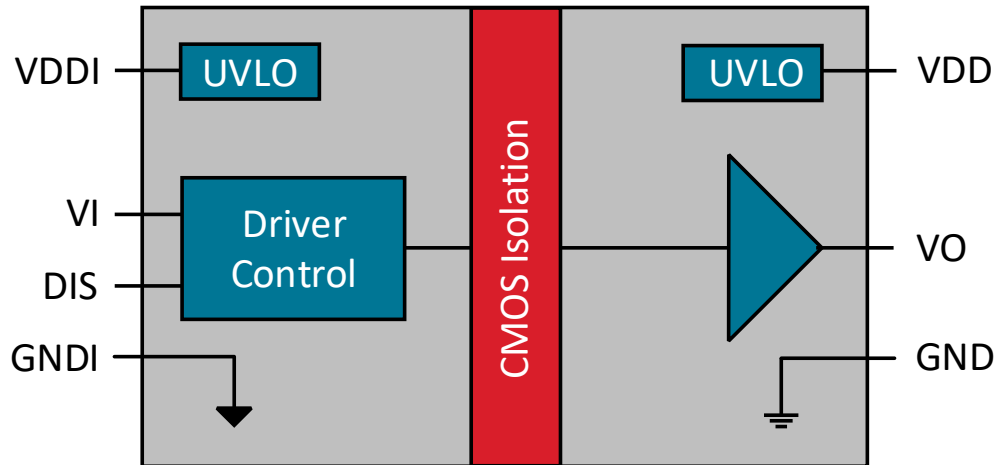 VDDI
UVLO
UVLO
VDD
VI
Driver
Control
DIS
CMOS Isolation
VO
GNDI
GND